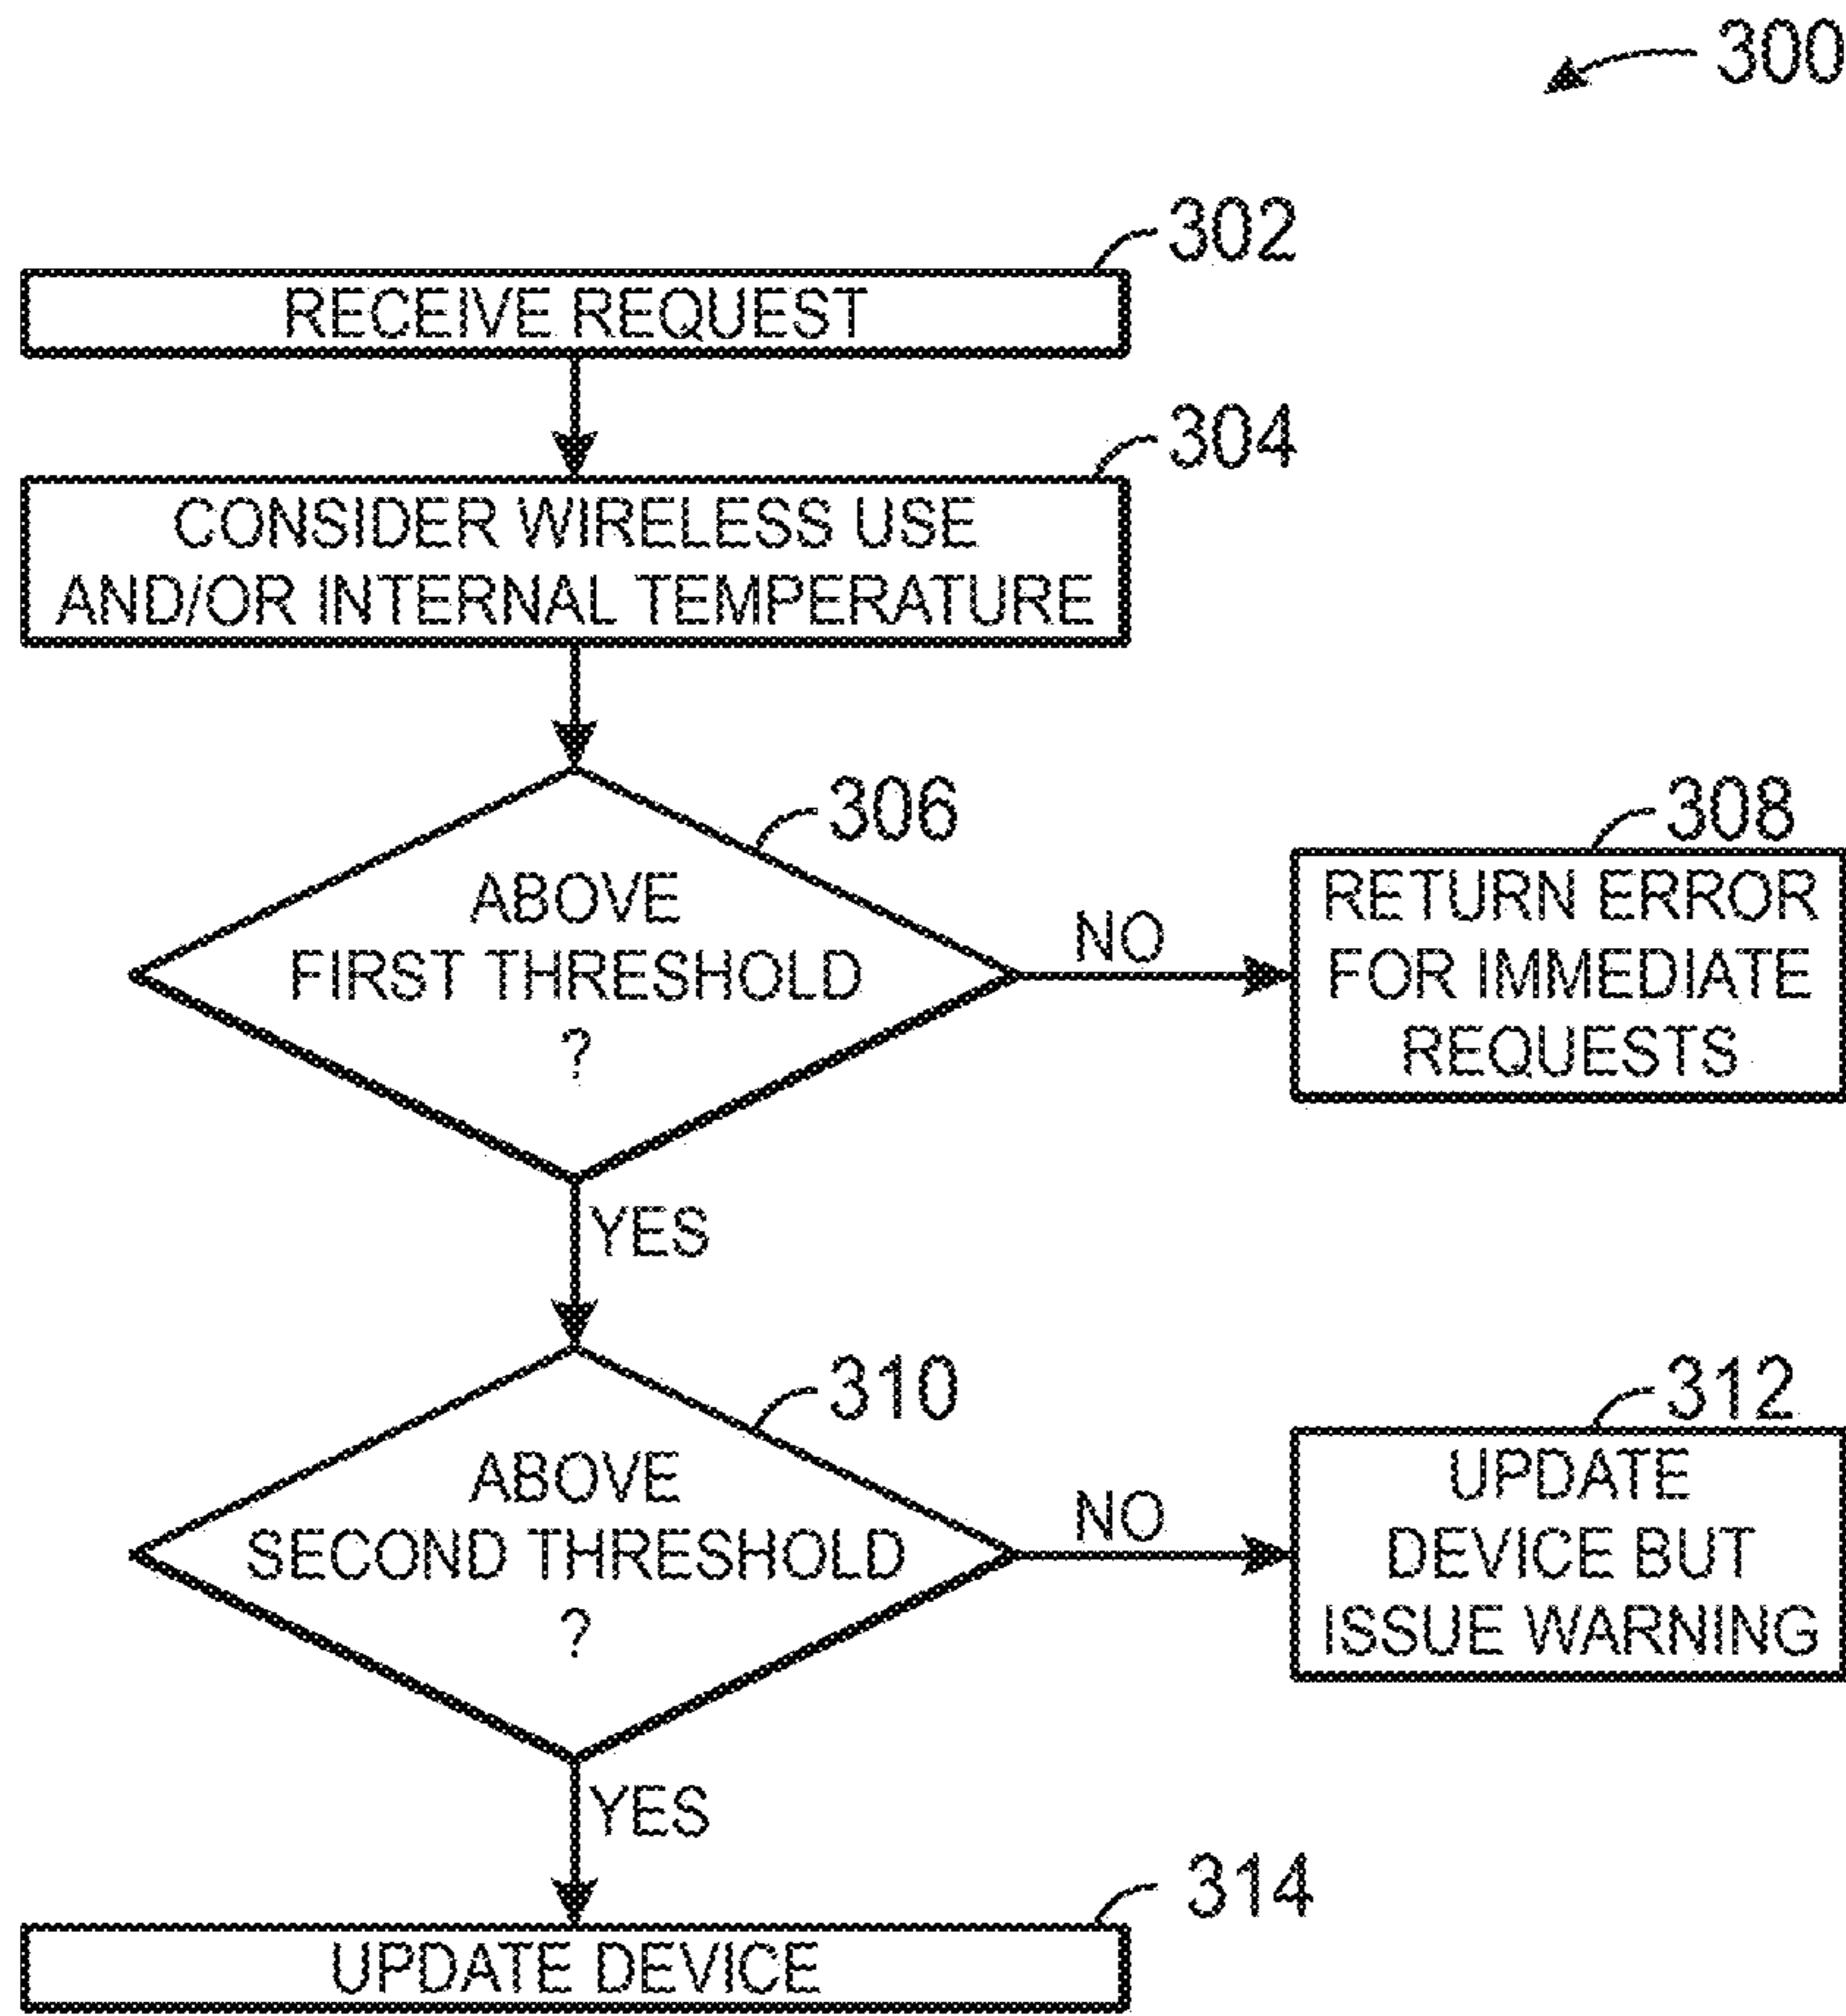 300
302
RECEIVE REQUEST
304
CONSIDER WIRELESS USE
AND/OR INTERNAL TEMPERATURE
306
ABOVE
FIRST THRESHOLD
?
NO
308
RETURN ERROR
FOR IMMEDIATE
REQUESTS
YES
310
ABOVE
SECOND THRESHOLD
?
NO
312
UPDATE
DEVICE BUT
ISSUE WARNING
YES
314
UPDATE DEVICE